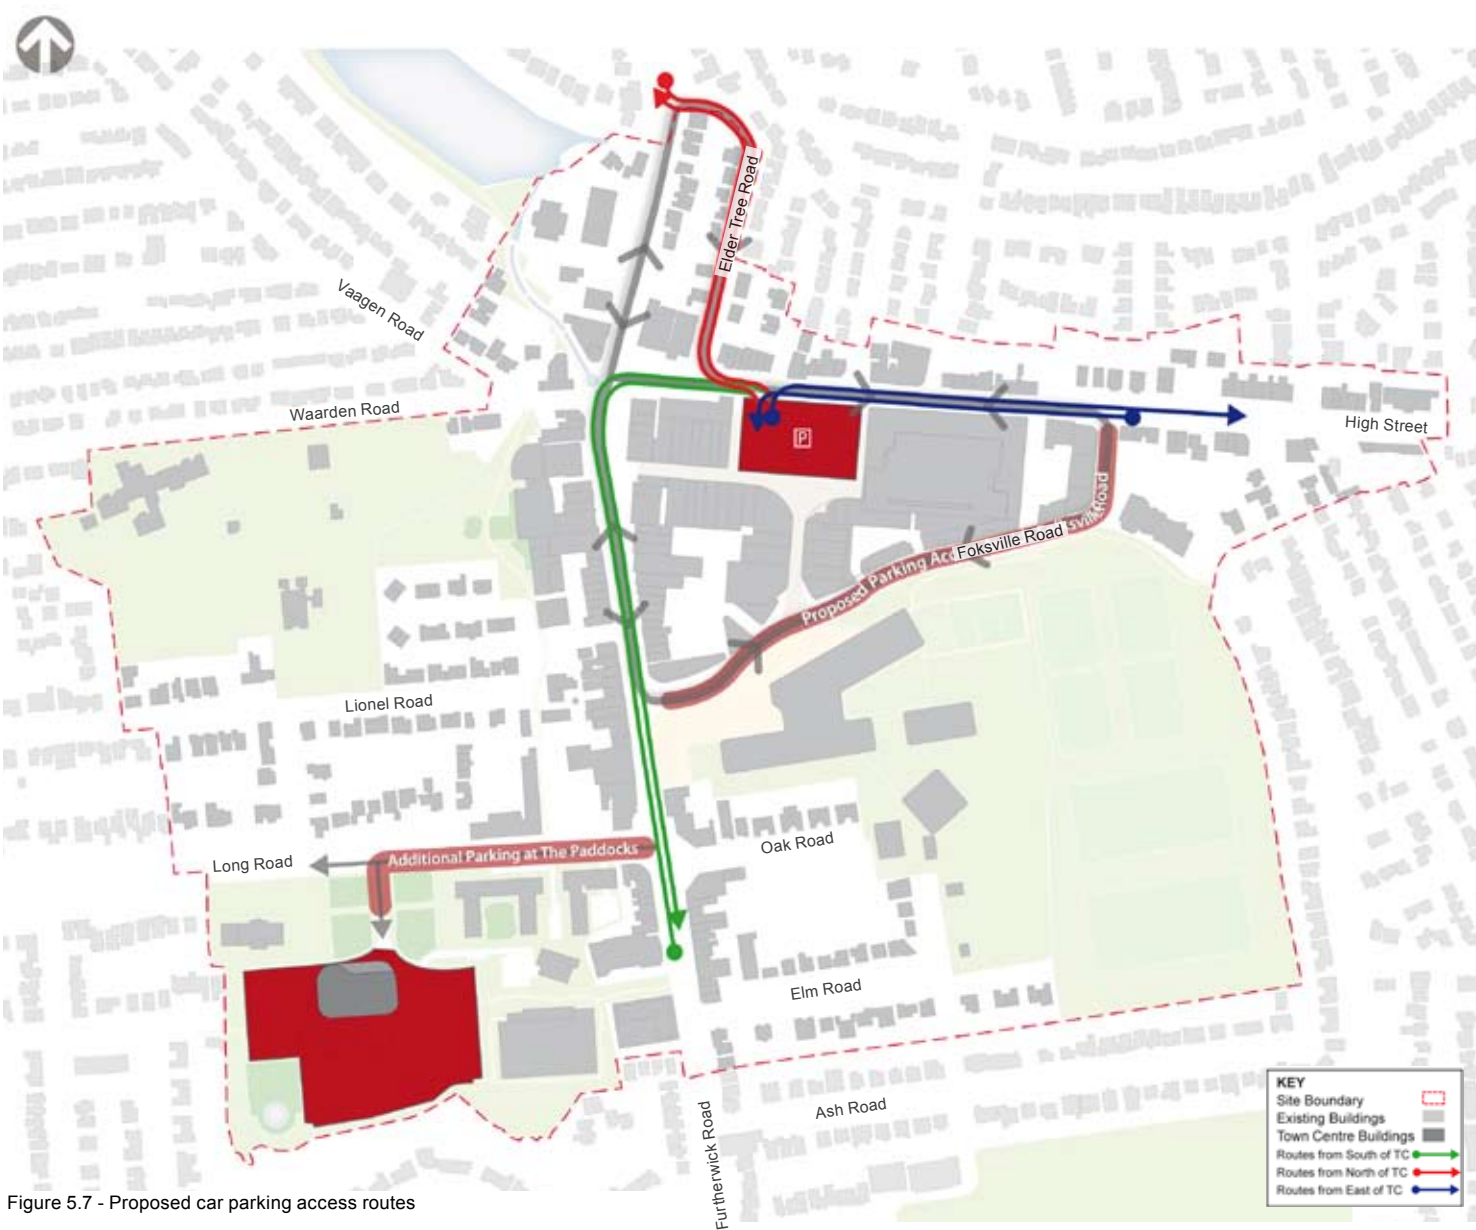 Elder Tree Road
Vaagen Road
Waarden Road
High Street
P
Foksville Road
Proposed Parking
Lionel Road
Oak Road
Long Road
Additional Parking at The Paddocks
Elm Road
Ash Road
Furtherwick Road
KEY
Site Boundary
Existing Buildings
Town Centre Buildings
Routes from South of TC
Routes from North of TC
Routes from East of TC
Figure 5.7 - Proposed car parking access routes